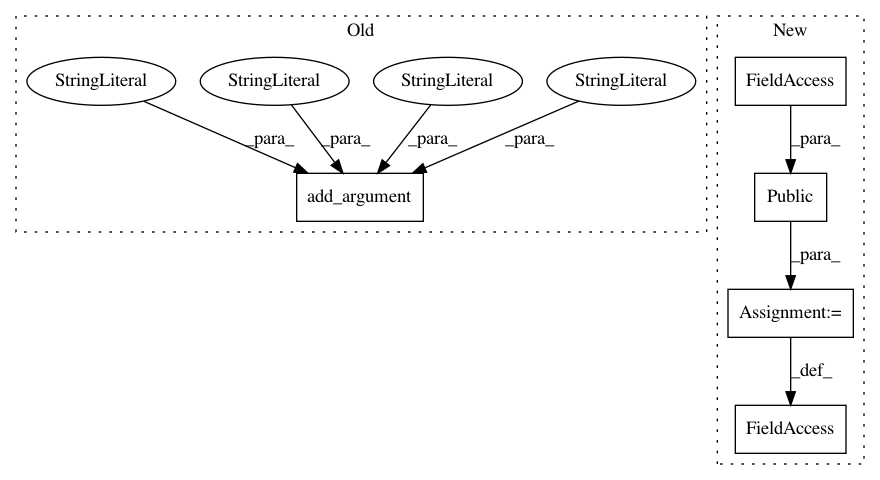 Old
New
StringLiteral
StringLiteral
StringLiteral
StringLiteral
FieldAccess
_para_
_para_
_para_
_para_
_para_
add_argument
Public
_para_
Assignment:=
_def_
FieldAccess